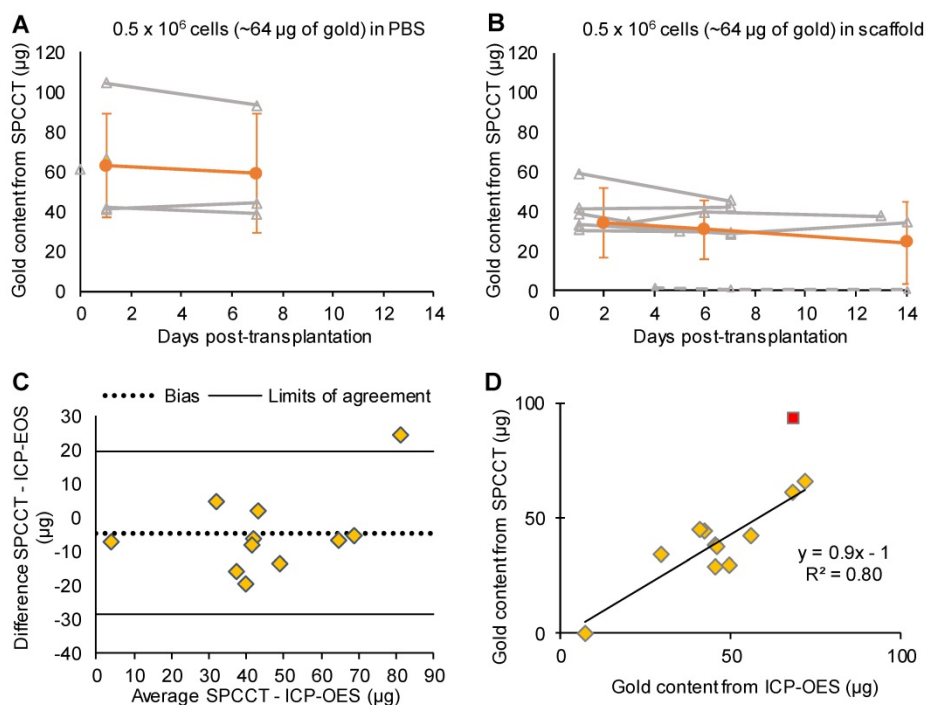 A
0.5 x 10⁶ cells (~64 µg of gold) in PBS
Gold content from SPCCT (µg)
120
100
80
60
40
20
0
0 2 4 6 8 10 12 14
Days post-transplantation
B
0.5 x 10⁶ cells (~64 µg of gold) in scaffold
Gold content from SPCCT (µg)
120
100
80
60
40
20
0
0 2 4 6 8 10 12 14
Days post-transplantation
C
Bias
Limits of agreement
Difference SPCCT - ICP-EOS
(µg)
30
20
10
0
-10
-20
-30
-40
0 10 20 30 40 50 60 70 80 90
Average SPCCT - ICP-OES (µg)
D
Gold content from SPCCT (µg)
100
50
0
y = 0.9x - 1
R² = 0.80
0 50 100
Gold content from ICP-OES (µg)